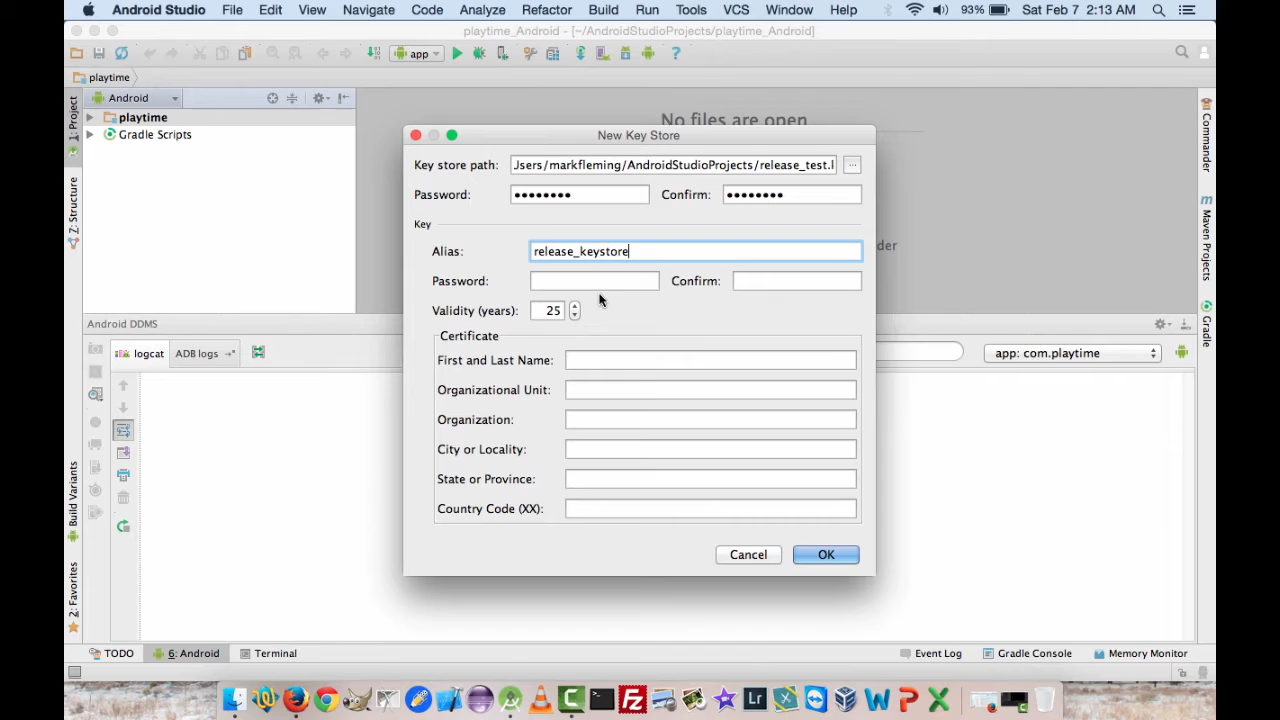 Android Studio File Edit View Navigate Code Analyze Refactor Build Run Tools VCS Window Help 93% Sat Feb 7 2:13 AM
playtime_Android - [~/AndroidStudioProjects/playtime_Android]
app
playtime
Android
playtime
Gradle Scripts
1: Project
Z: Structure
Build Variants
2: Favorites
No files are open
der
Commander
Maven Projects
Gradle
New Key Store
Key store path: Jsers/markfleming/AndroidStudioProjects/release_test.l ...
Password: •••••••• Confirm: ••••••••
Key
Alias: release_keystore
Password: Confirm:
Validity (years): 25
Certificate
First and Last Name:
Organizational Unit:
Organization:
City or Locality:
State or Province:
Country Code (XX):
Cancel OK
Android DDMS
logcat ADB logs app: com.playtime
TODO 6: Android Terminal Event Log Gradle Console Memory Monitor
Fz Lr W P X